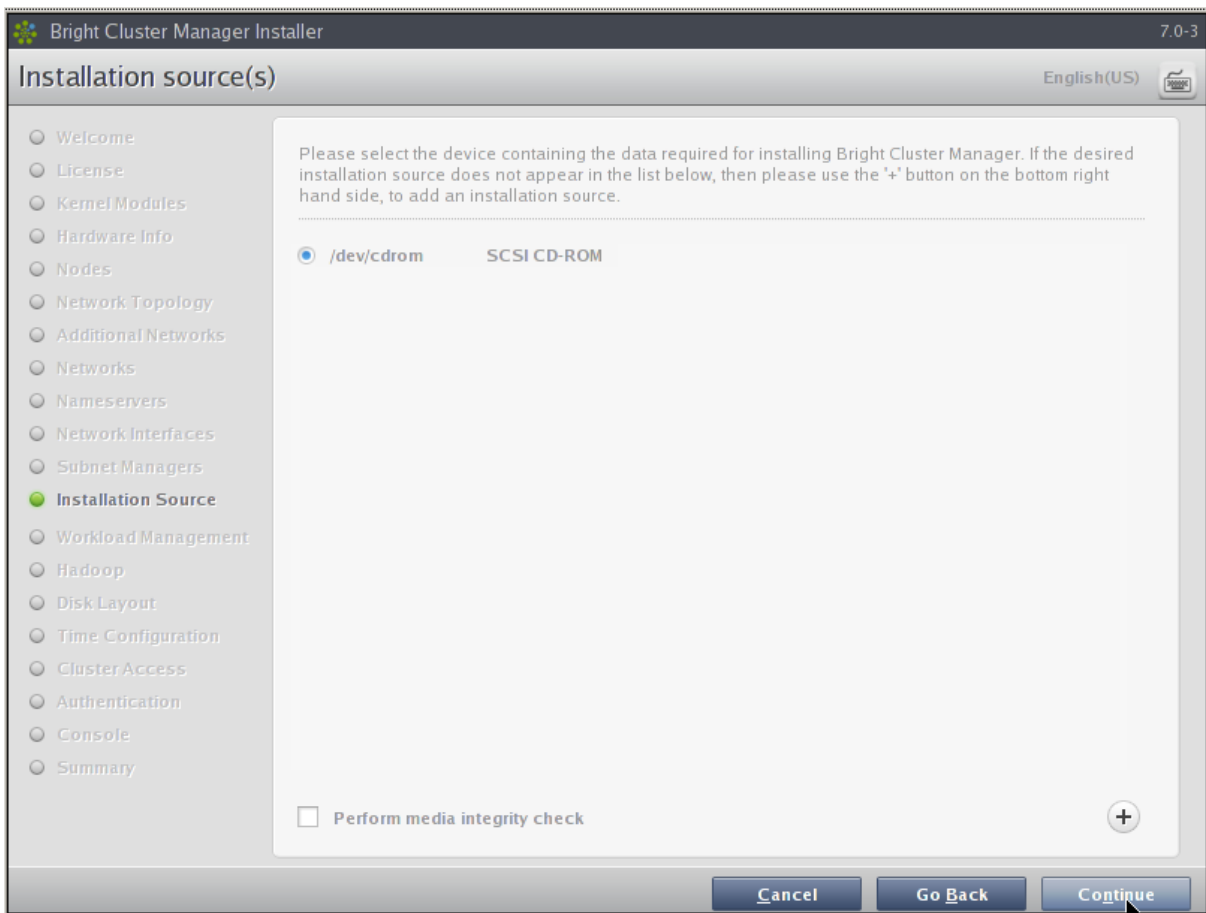 Bright Cluster Manager Installer
7.0-3
Installation source(s)
English(US)
Welcome
License
Kernel Modules
Hardware Info
Nodes
Network Topology
Additional Networks
Networks
Nameservers
Network Interfaces
Subnet Managers
Installation Source
Workload Management
Hadoop
Disk Layout
Time Configuration
Cluster Access
Authentication
Console
Summary
Please select the device containing the data required for installing Bright Cluster Manager. If the desired
installation source does not appear in the list below, then please use the '+' button on the bottom right
hand side, to add an installation source.
/dev/cdrom SCSI CD-ROM
Perform media integrity check
+
Cancel
Go Back
Continue